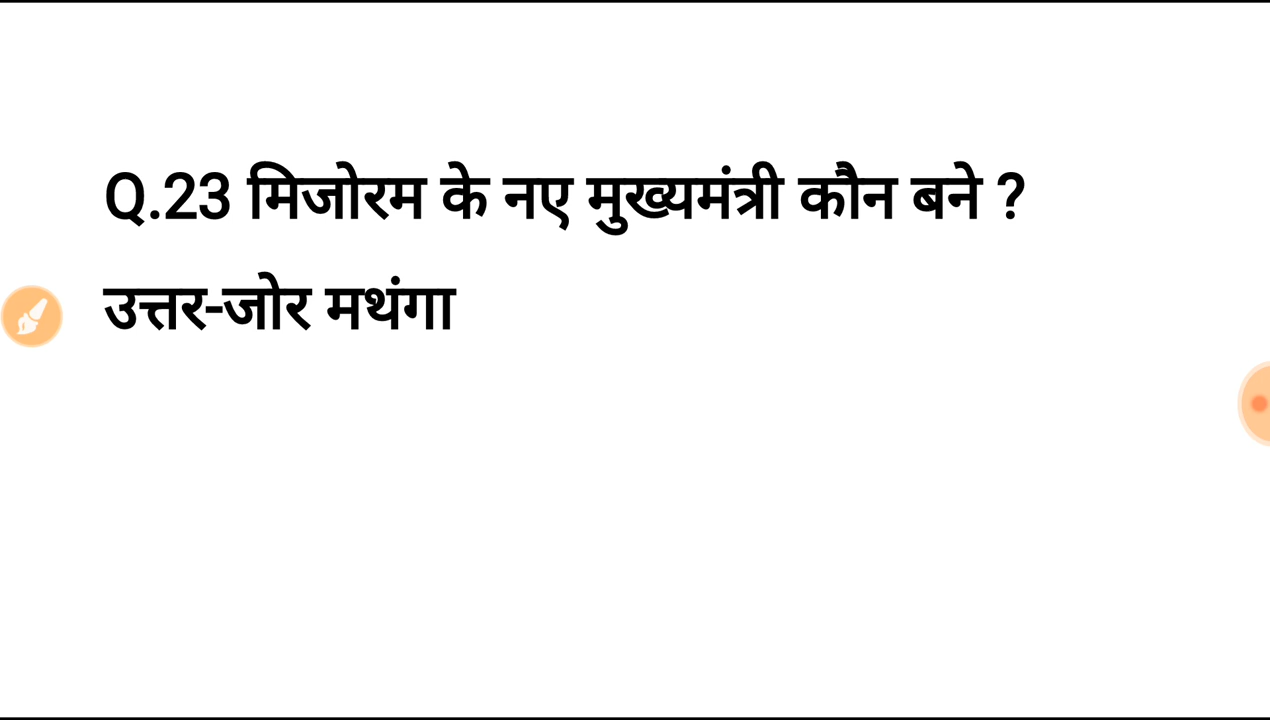 Q.23 मिजोरम के नए मुख्यमंत्री कौन बने ?
उत्तर-जोर मथंगा